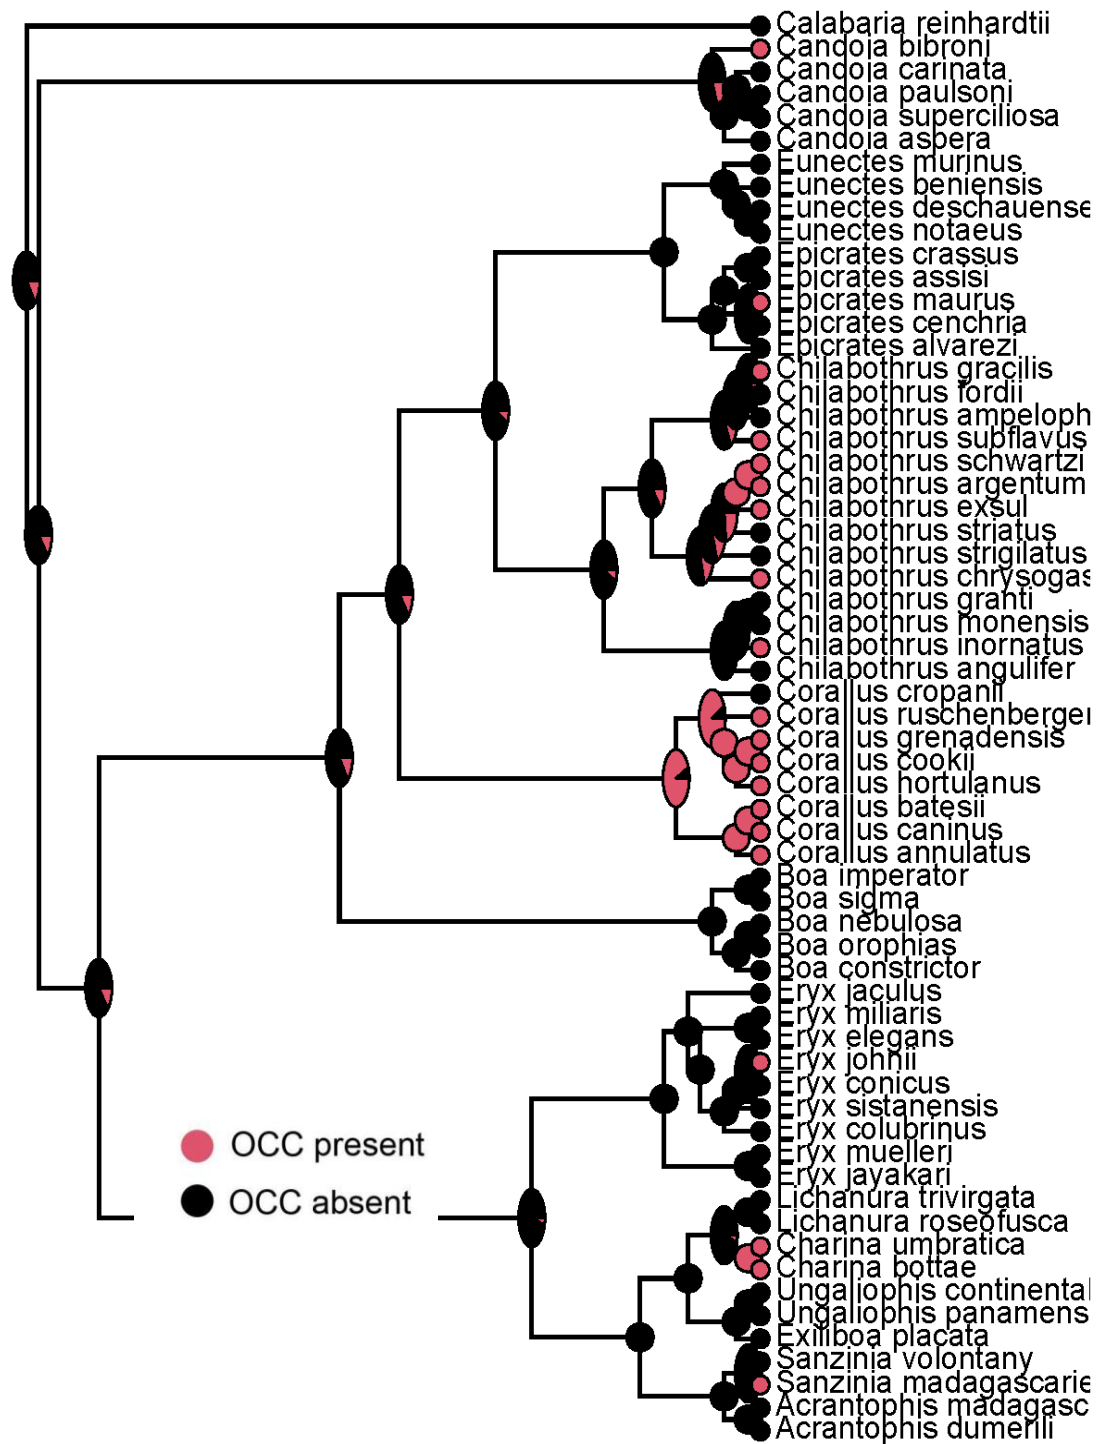 Calabaria reinhardtii
Candoia bibroni
Candoia carinata
Candoia paulsoni
Candoia superciliosa
Candoia aspera
Eunectes murinus
Eunectes beniensis
Eunectes deschauense
Eunectes notaeus
Epicrates crassus
Epicrates assisi
Epicrates maurus
Epicrates cenchria
Epicrates alvarezi
Chilabothrus gracilis
Chilabothrus fordii
Chilabothrus ampeloph
Chilabothrus subflavus
Chilabothrus schwartzi
Chilabothrus argentum
Chilabothrus exsul
Chilabothrus striatus
Chilabothrus strigilatus
Chilabothrus chrysogas
Chilabothrus granti
Chilabothrus monensis
Chilabothrus inornatus
Chilabothrus angulifer
Corallus cropanii
Corallus ruschenberger
Corallus grenadensis
Corallus cookii
Corallus hortulanus
Corallus batesii
Corallus caninus
Corallus annulatus
Boa imperator
Boa sigma
Boa nebulosa
Boa orophias
Boa constrictor
Eryx jaculus
Eryx miliaris
Eryx elegans
Eryx johnii
Eryx conicus
Eryx sistanensis
Eryx colubrinus
Eryx muelleri
Eryx jayakari
Lichanura trivirgata
Lichanura roseofusca
Charina umbratica
Charina bottae
Ungaliophis continental
Ungaliophis panamens
Exiliboa placata
Sanzinia volontany
Sanzinia madagascarie
Acrantophis madagasc
Acrantophis dumerili
OCC present
OCC absent